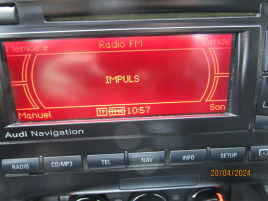 Mémoire Radio FM Bande
IMPULS
Manuel TP RHC 10:57 Son
Audi Navigation
RADIO CD/MP3 TEL NAV INFO SETUP
20/04/2024